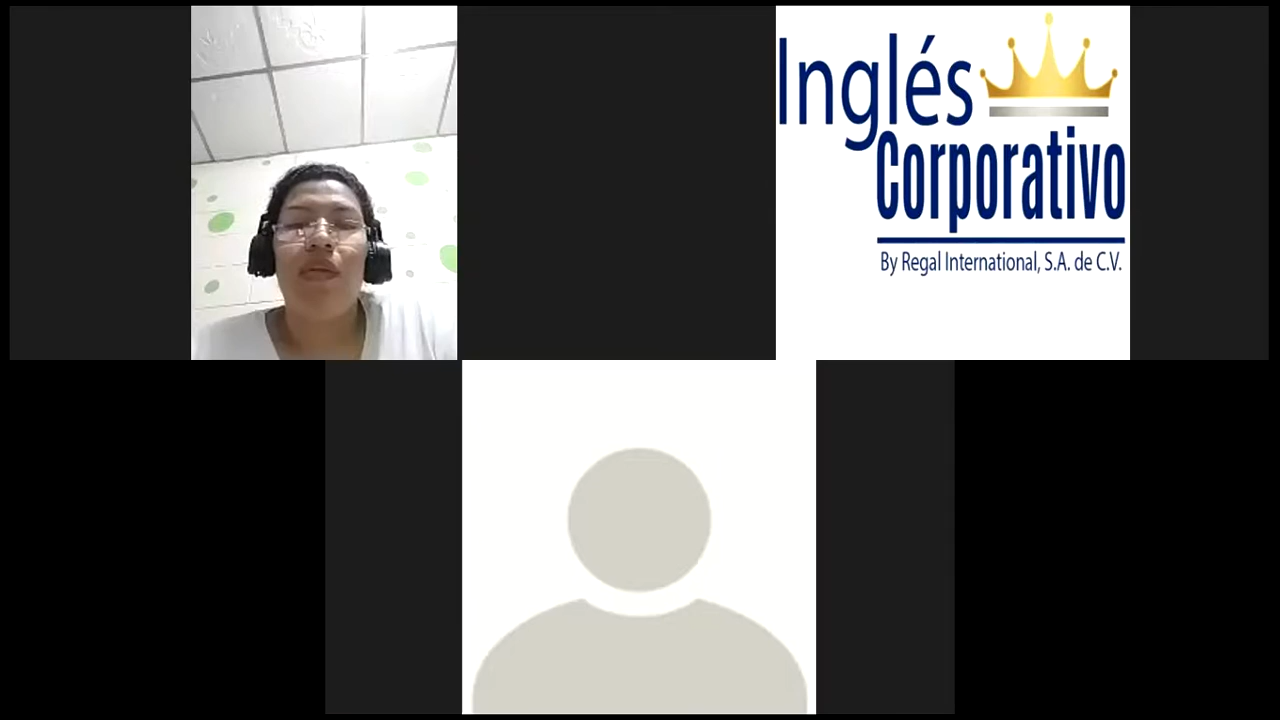 Inglés
Corporativo
By Regal International, S.A. de C.V.